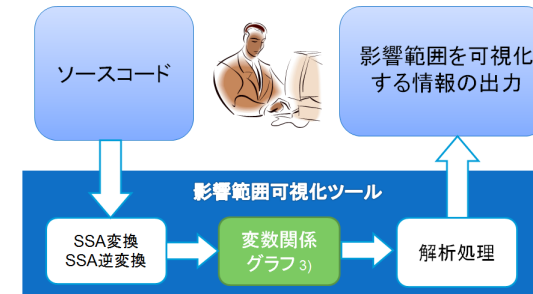 ソースコード
影響範囲を可視化
する情報の出力
影響範囲可視化ツール
SSA変換
SSA逆変換
変数関係
グラフ 3)
解析処理